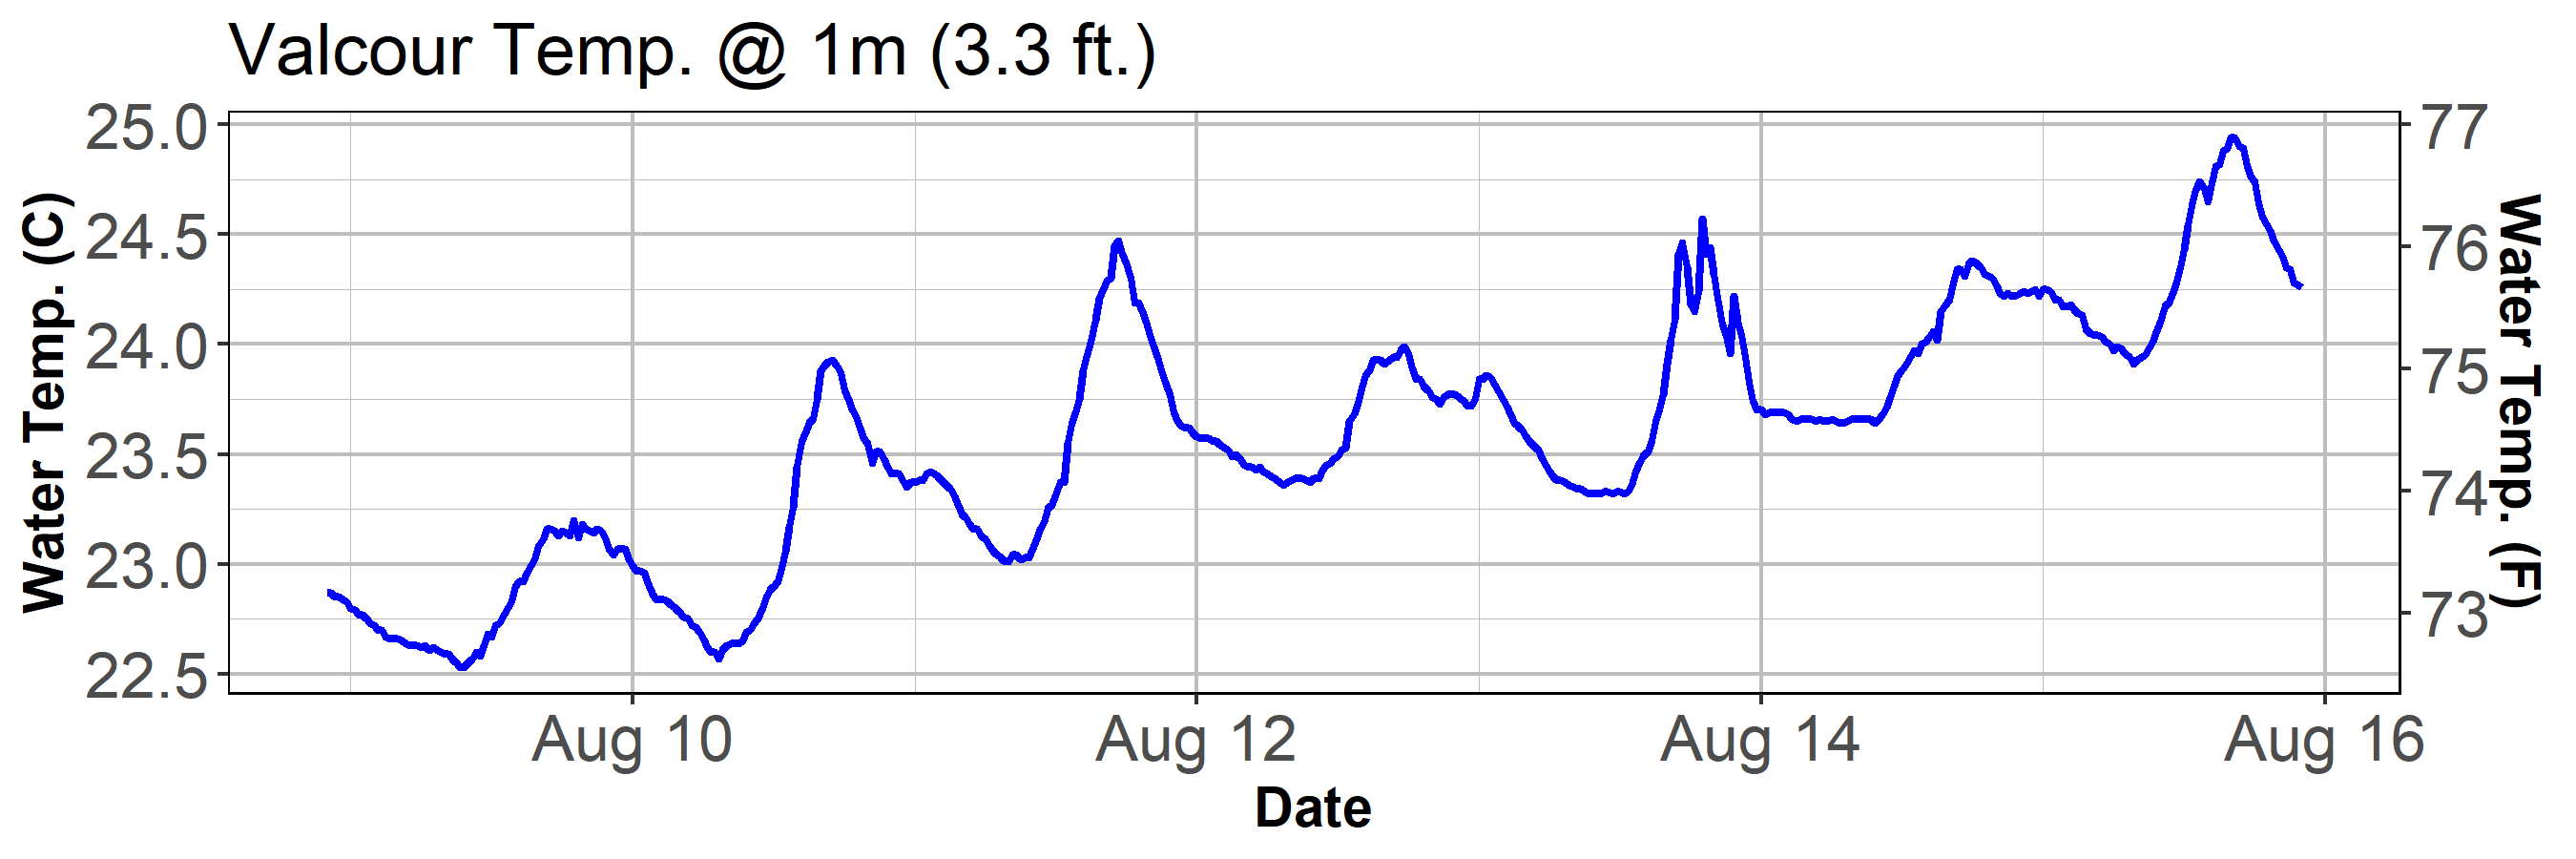 Valcour Temp. @ 1m (3.3 ft.)
Water Temp. (C)
25.0
24.5
24.0
23.5
23.0
22.5
77
76
75
74
73
Water Temp. (F)
Aug 10
Aug 12
Aug 14
Aug 16
Date